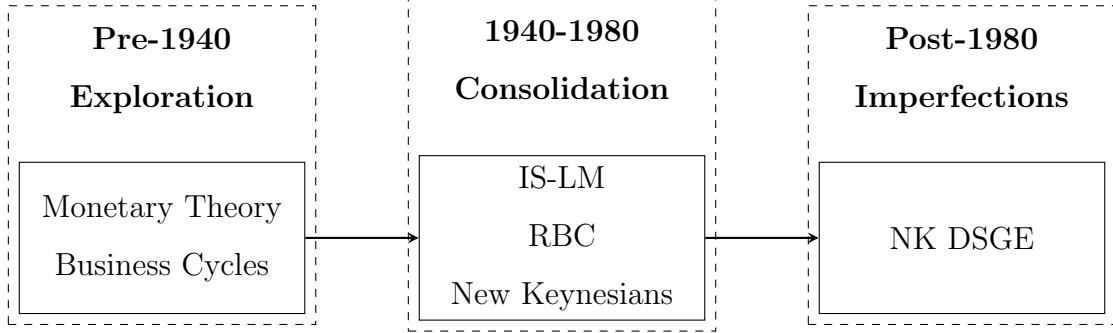 Pre-1940
Exploration
Monetary Theory
Business Cycles
1940-1980
Consolidation
IS-LM
RBC
New Keynesians
Post-1980
Imperfections
NK DSGE